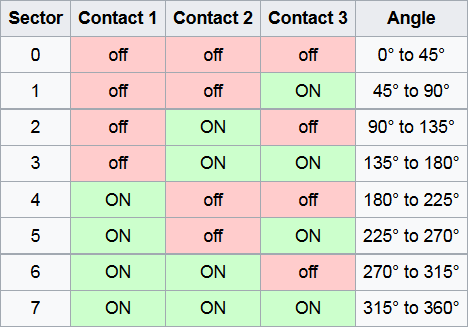 Sector Contact 1 Contact 2 Contact 3 Angle
0 off off off 0° to 45°
1 off off ON 45° to 90°
2 off ON off 90° to 135°
3 off ON ON 135° to 180°
4 ON off off 180° to 225°
5 ON off ON 225° to 270°
6 ON ON off 270° to 315°
7 ON ON ON 315° to 360°